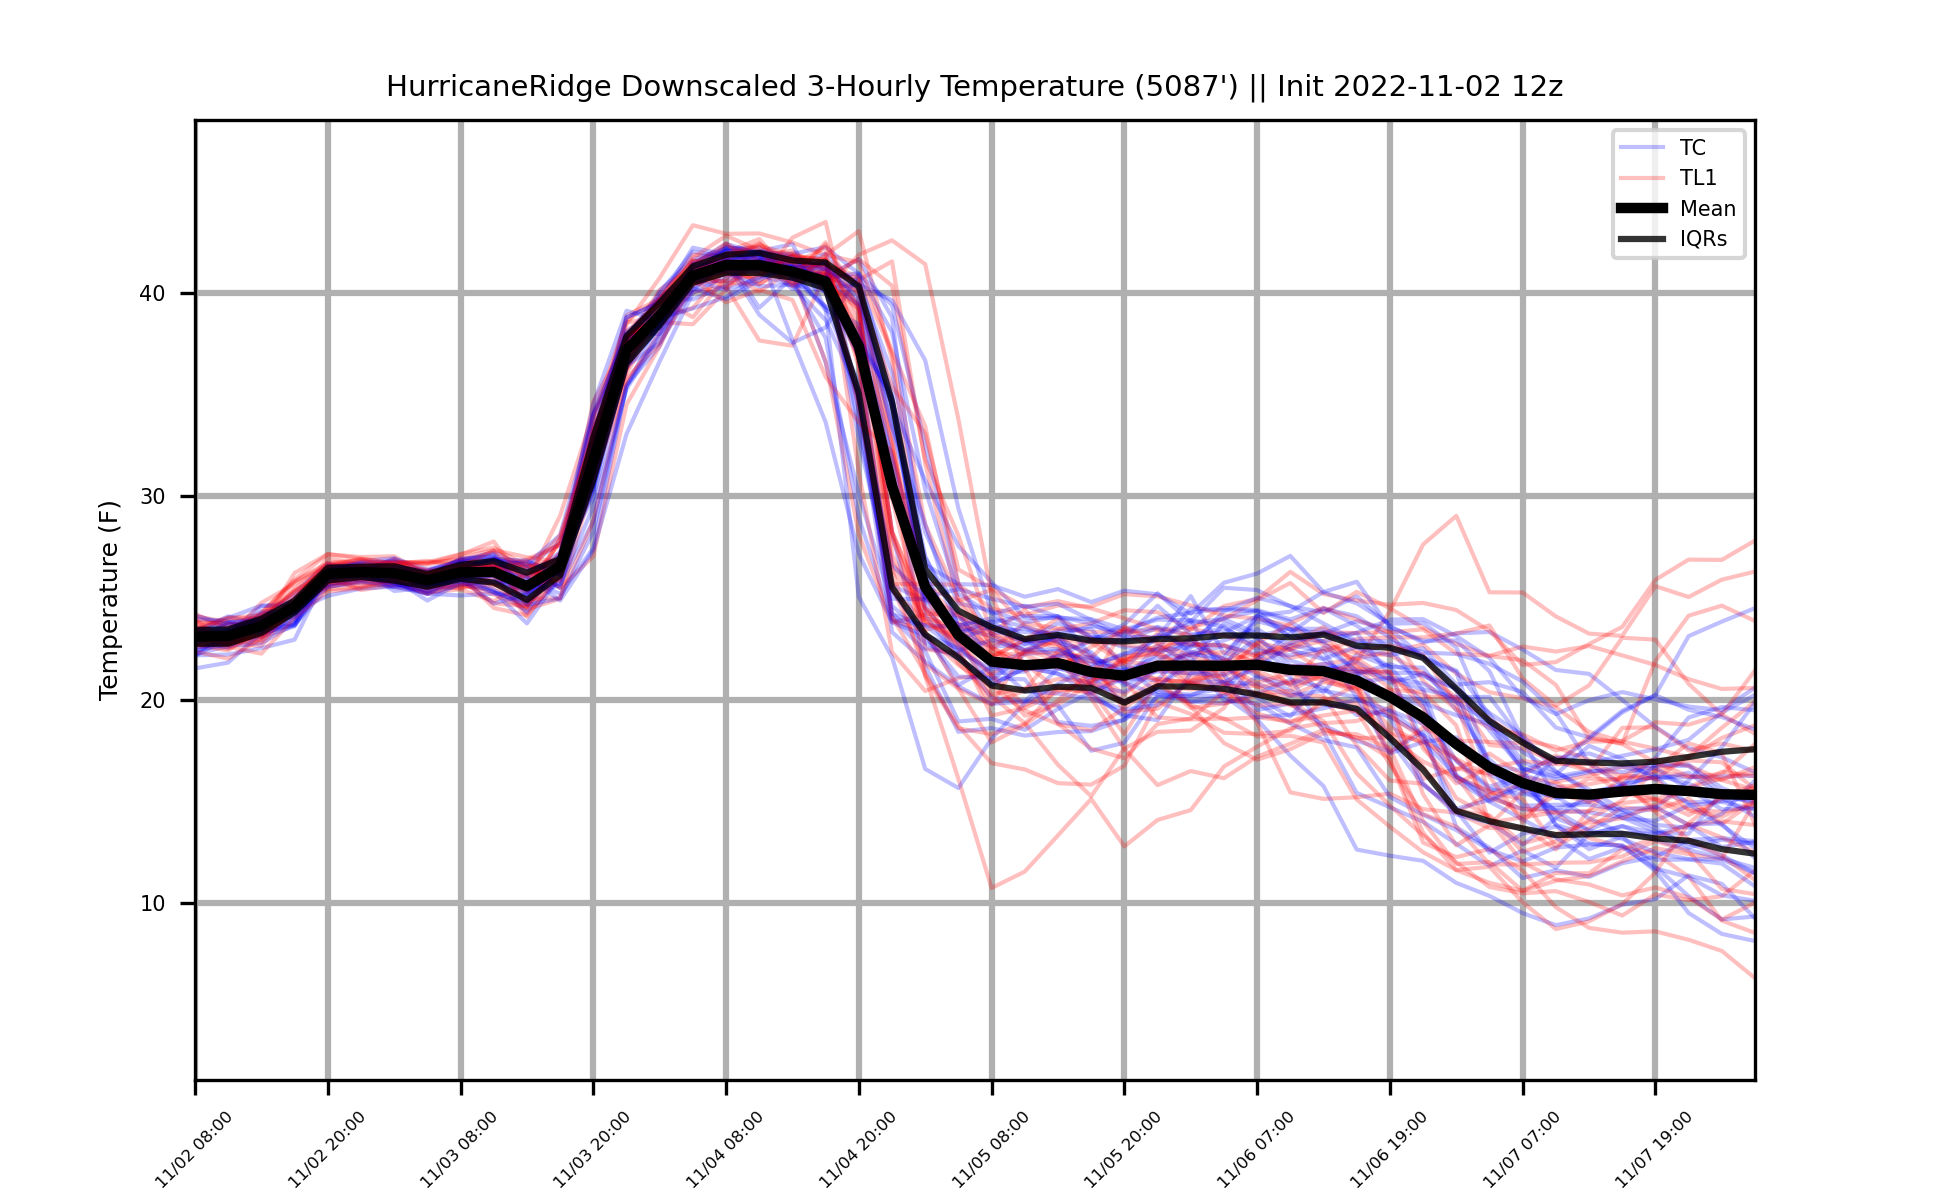 HurricaneRidge Downscaled 3-Hourly Temperature (5087') || Init 2022-11-02 12z
TC
TL1
Mean
IQRs
Temperature (F)
40
30
20
10
11/02 08:00
11/02 20:00
11/03 08:00
11/03 20:00
11/04 08:00
11/04 20:00
11/05 08:00
11/05 20:00
11/06 07:00
11/06 19:00
11/07 07:00
11/07 19:00